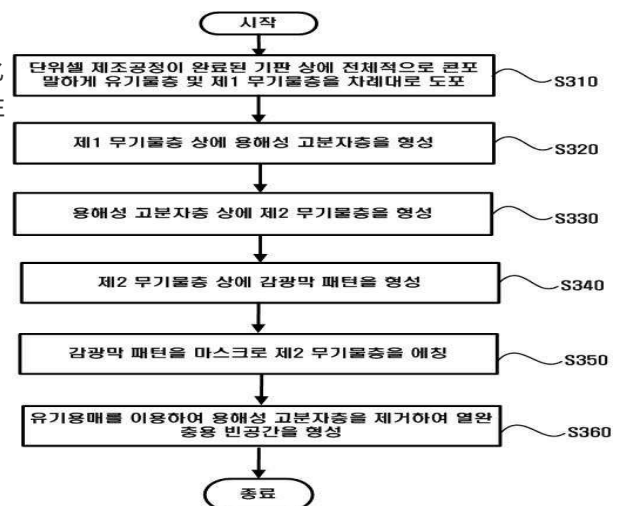 시작
단위셀 제조공정이 완료된 기판 상에 전체적으로 콘포
말하게 유기물층 및 제1 무기물층을 차례대로 도포
S310
제1 무기물층 상에 용해성 고분자층을 형성
S320
용해성 고분자층 상에 제2 무기물층을 형성
S330
제2 무기물층 상에 감광막 패턴을 형성
S340
감광막 패턴을 마스크로 제2 무기물층을 에칭
S350
유기용매를 이용하여 용해성 고분자층을 제거하여 열완
충용 빈공간을 형성
S360
종료